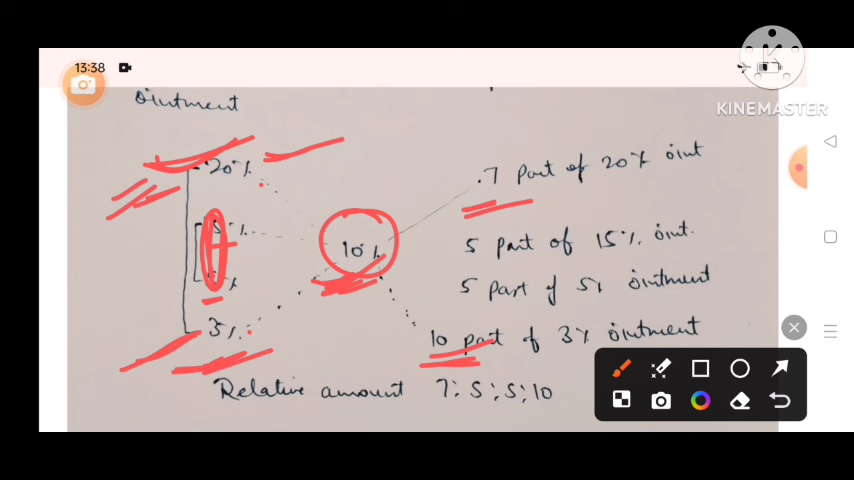 13:38
KINEMASTER
ointment
20%
.7 part of 20% oint
5 part of 15% oint.
10%
5 part of 5% ointment
3%
10 part of 3% ointment
Relative amount 7:5:5:10